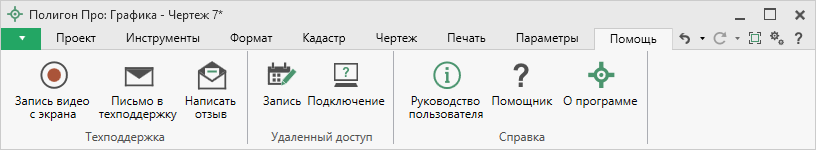 Полигон Про: Графика - Чертеж 7*
Проект Инструменты Формат Кадастр Чертеж Печать Параметры Помощь ?
Запись видео с экрана
Письмо в техподдержку
Написать отзыв
Запись
Подключение
Руководство пользователя
Помощник
О программе
Техподдержка Удаленный доступ Справка